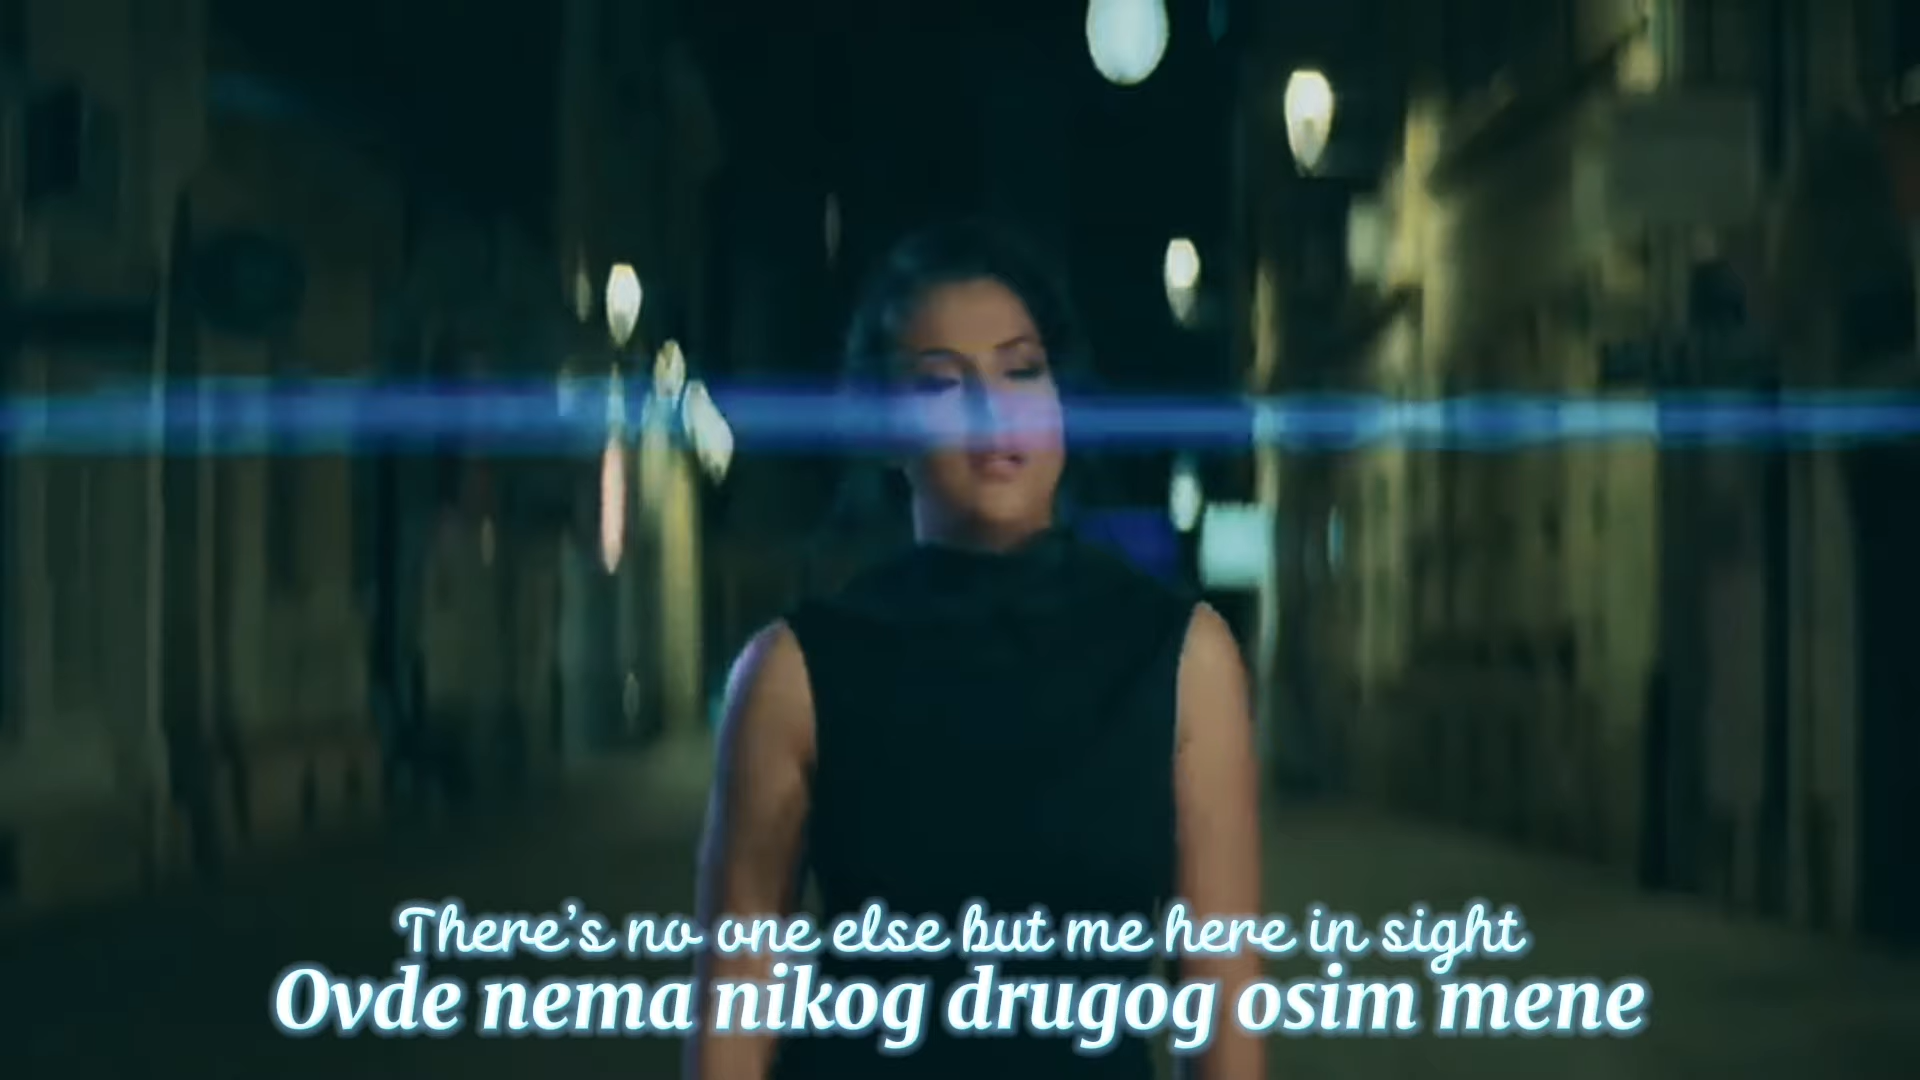 There's no one else but me here in sight
Ovde nema nikog drugog osim mene